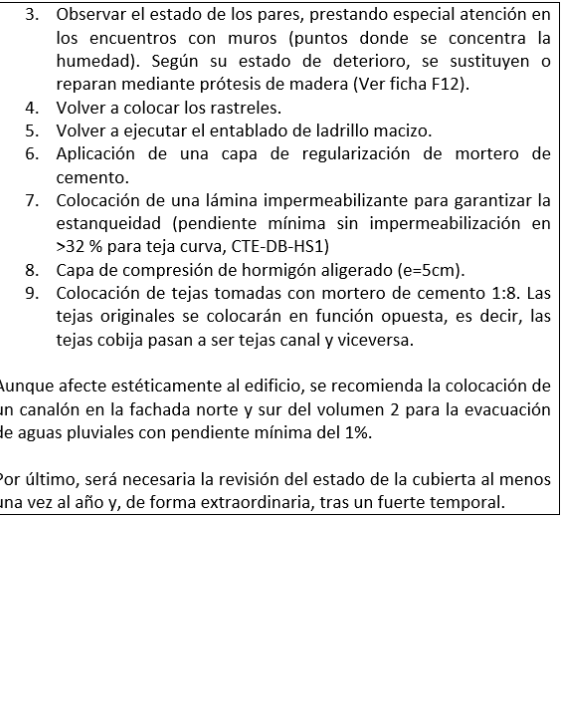 3. Observar el estado de los pares, prestando especial atención en
los encuentros con muros (puntos donde se concentra la
humedad). Según su estado de deterioro, se sustituyen o
reparan mediante prótesis de madera (Ver ficha F12).
4. Volver a colocar los rastreles.
5. Volver a ejecutar el entablado de ladrillo macizo.
6. Aplicación de una capa de regularización de mortero de
cemento.
7. Colocación de una lámina impermeabilizante para garantizar la
estanqueidad (pendiente mínima sin impermeabilización en
>32 % para teja curva, CTE-DB-HS1)
8. Capa de compresión de hormigón aligerado (e=5cm).
9. Colocación de tejas tomadas con mortero de cemento 1:8. Las
tejas originales se colocarán en función opuesta, es decir, las
tejas cobija pasan a ser tejas canal y viceversa.
Aunque afecte estéticamente al edificio, se recomienda la colocación de
un canalón en la fachada norte y sur del volumen 2 para la evacuación
de aguas pluviales con pendiente mínima del 1%.
Por último, será necesaria la revisión del estado de la cubierta al menos
una vez al año y, de forma extraordinaria, tras un fuerte temporal.